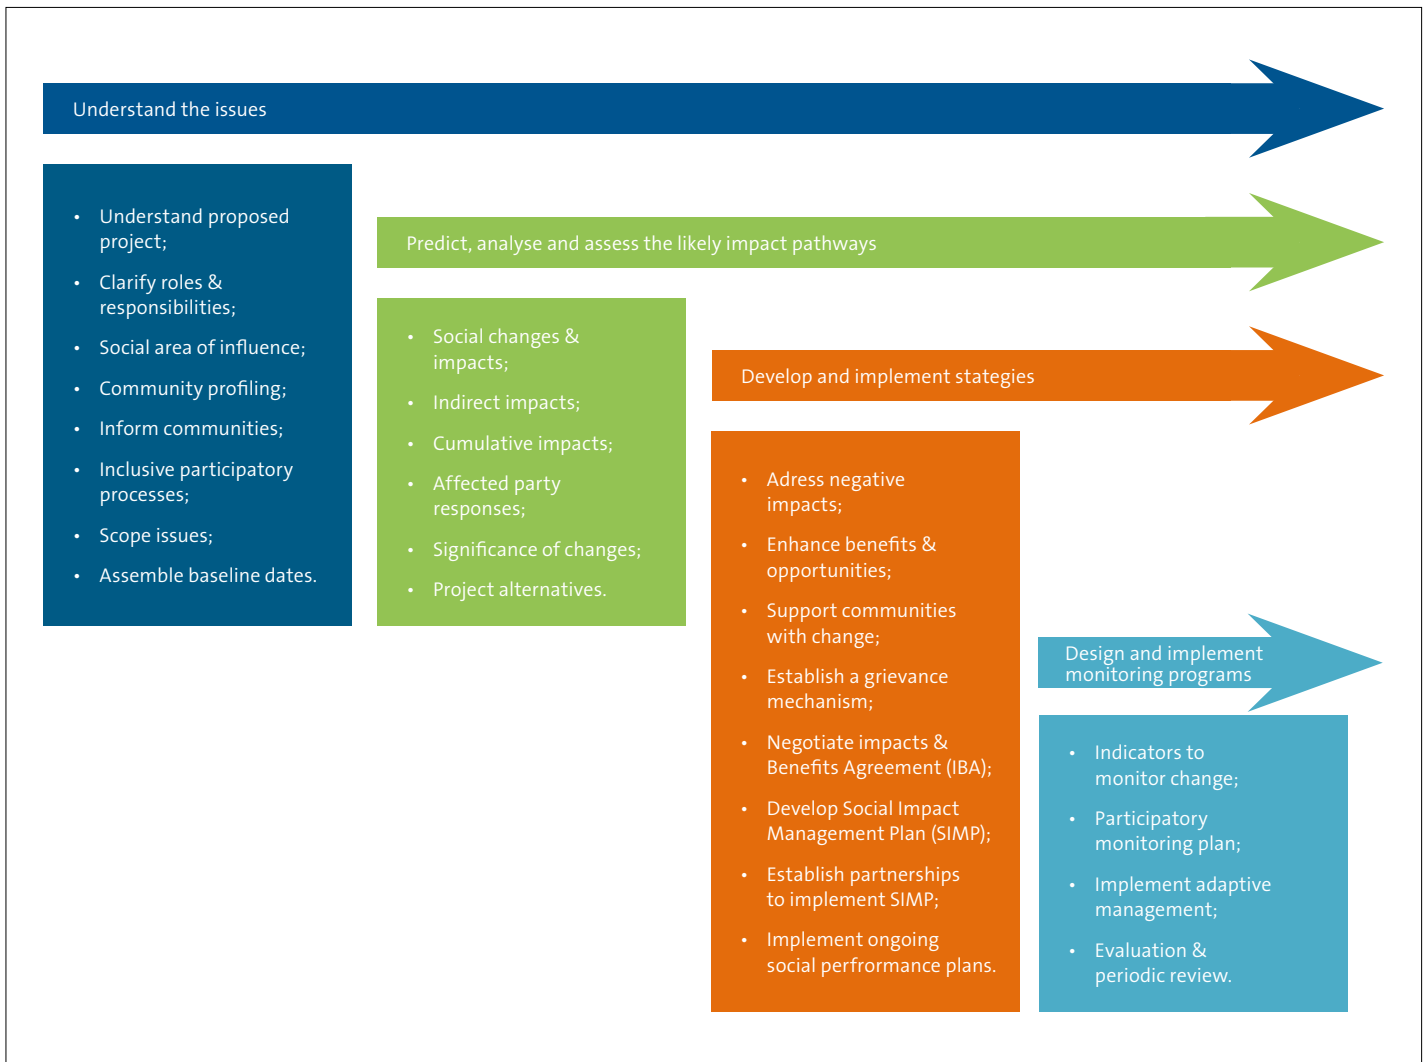 Understand the issues
• Understand proposed
project;
• Clarify roles &
responsibilities;
• Social area of influence;
• Community profiling;
• Inform communities;
• Inclusive participatory
processes;
• Scope issues;
• Assemble baseline dates.
Predict, analyse and assess the likely impact pathways
• Social changes &
impacts;
• Indirect impacts;
• Cumulative impacts;
• Affected party
responses;
• Significance of changes;
• Project alternatives.
Develop and implement stategies
• Adress negative
impacts;
• Enhance benefits &
opportunities;
• Support communities
with change;
• Establish a grievance
mechanism;
• Negotiate impacts &
Benefits Agreement (IBA);
• Develop Social Impact
Management Plan (SIMP);
• Establish partnerships
to implement SIMP;
• Implement ongoing
social perfrormance plans.
Design and implement
monitoring programs
• Indicators to
monitor change;
• Participatory
monitoring plan;
• Implement adaptive
management;
• Evaluation &
periodic review.